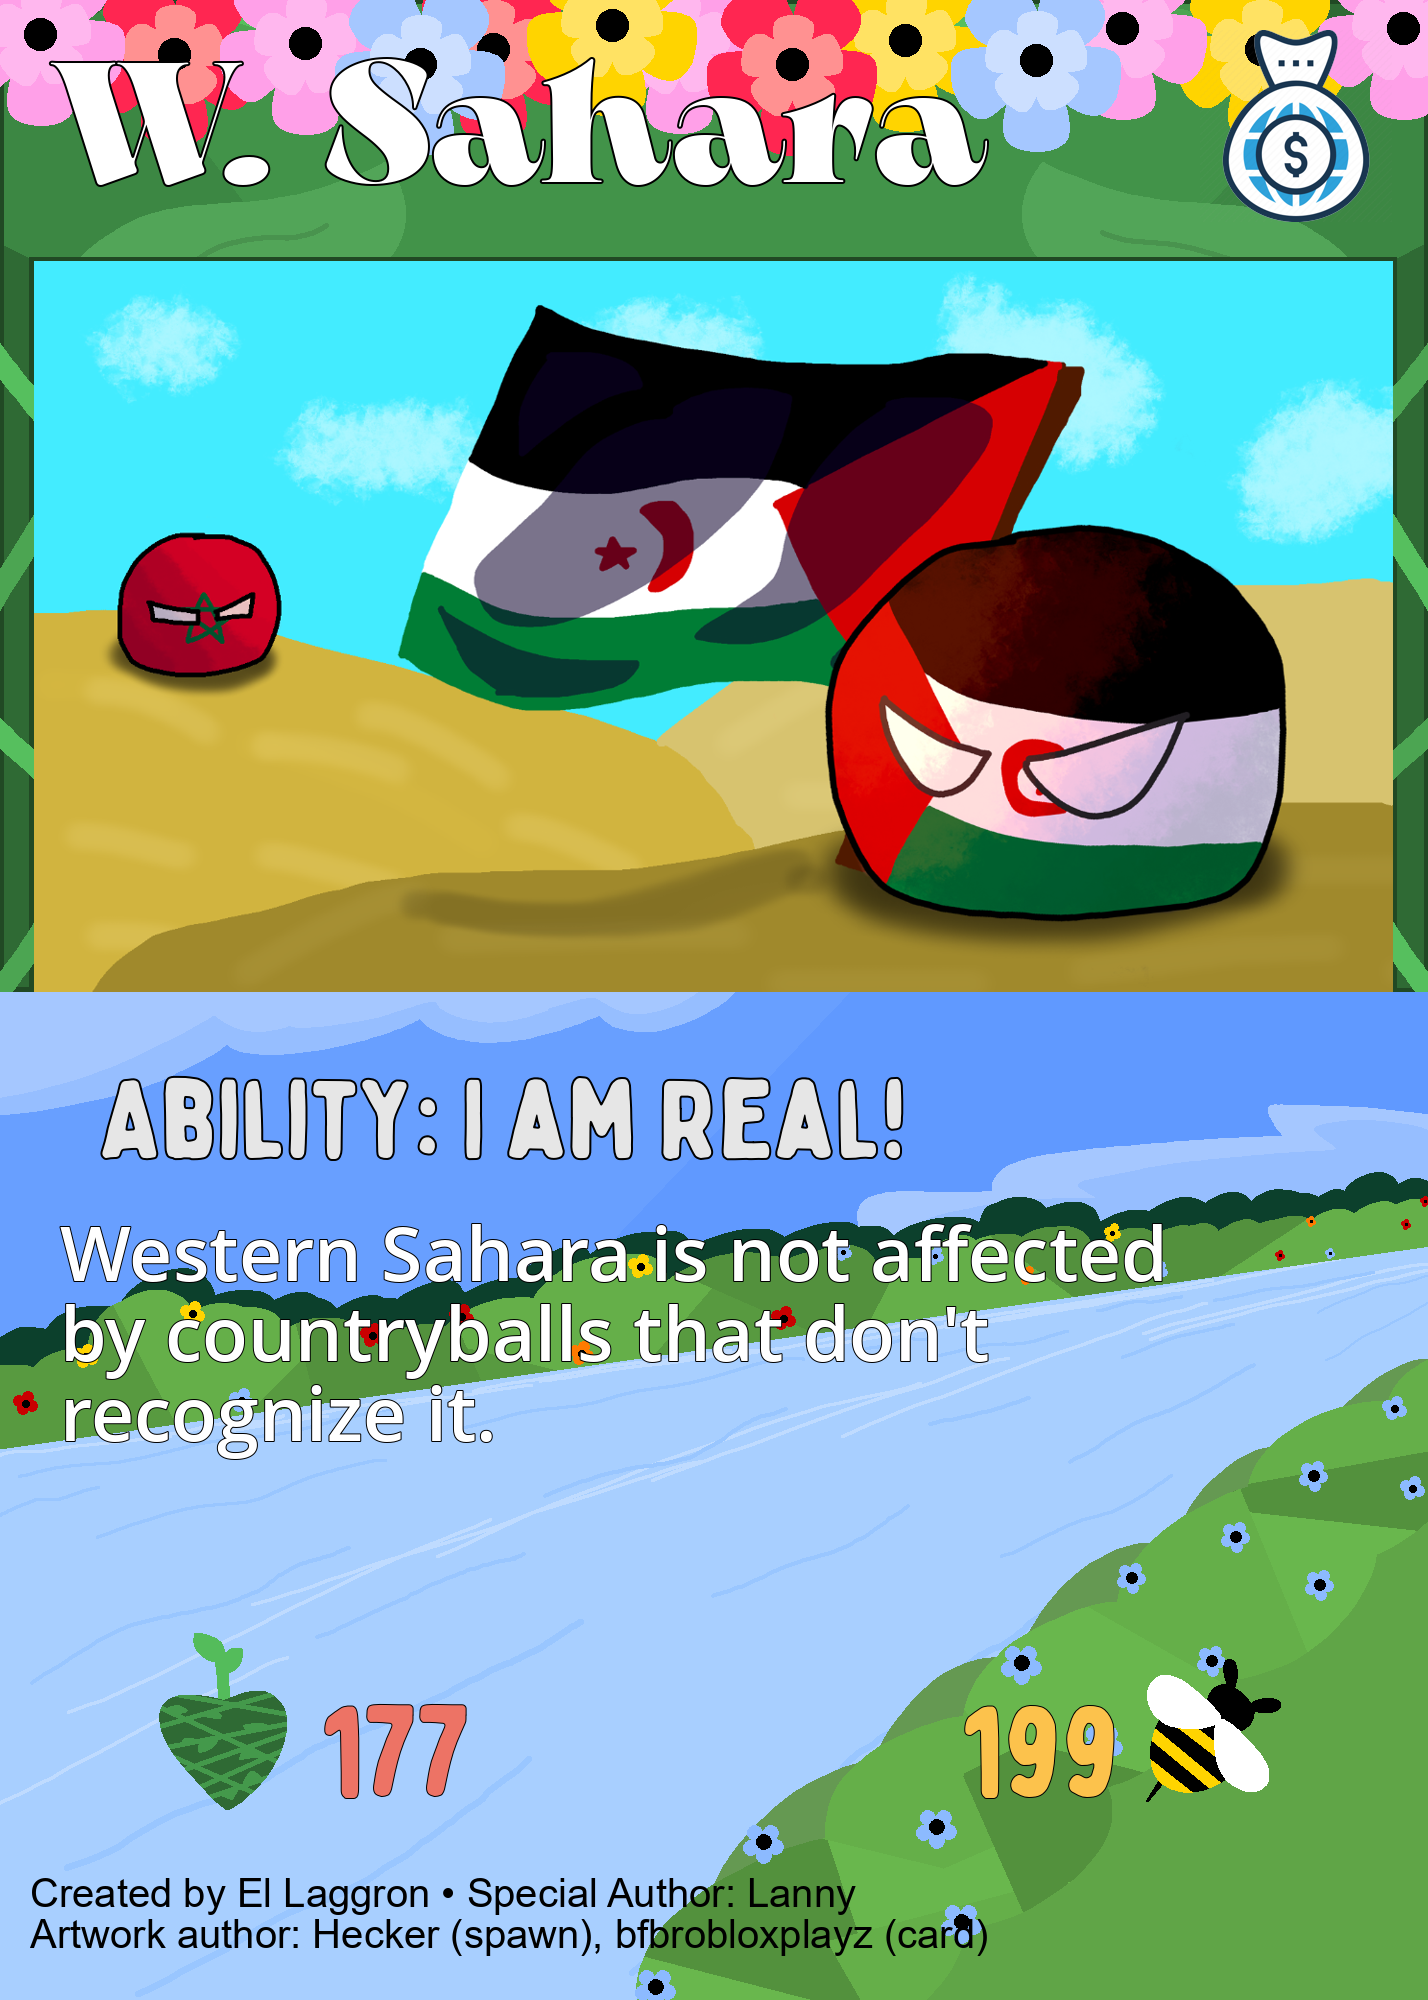 W. Sahara
$
ABILITY: I AM REAL!
Western Sahara is not affected
by countryballs that don't
recognize it.
177
199
Created by El Laggron • Special Author: Lanny
Artwork author: Hecker (spawn), bfbrobloxplayz (card)